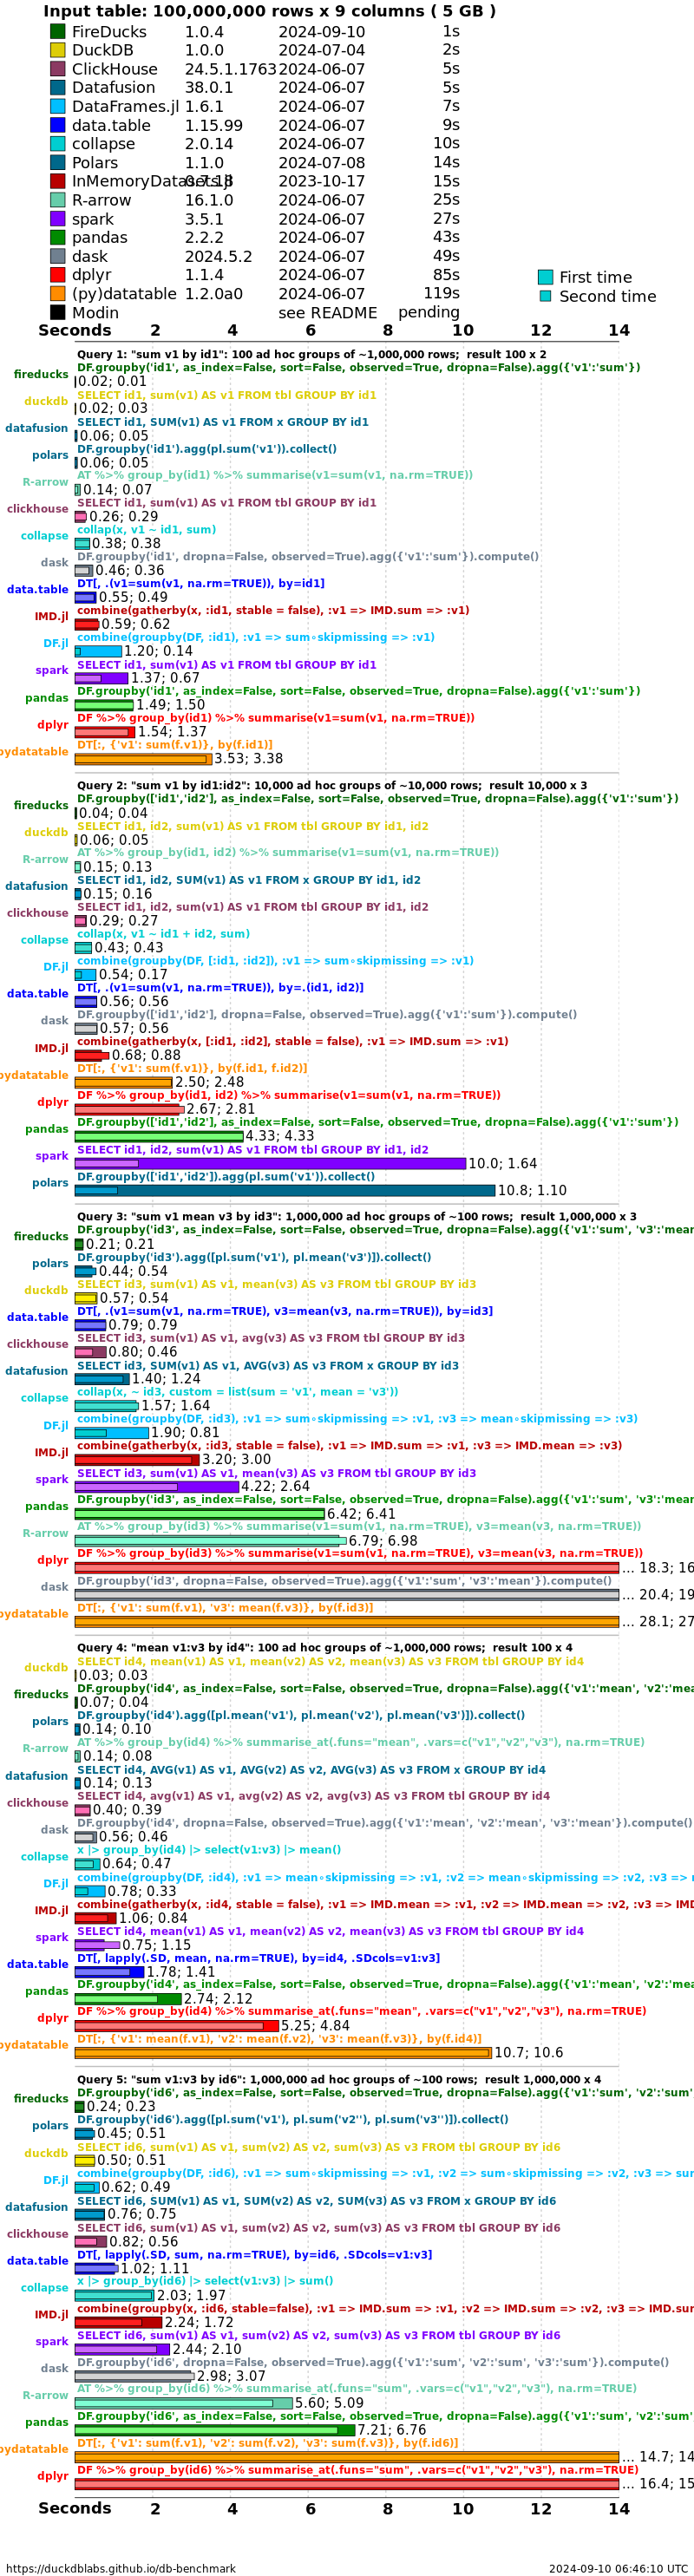 Input table: 100,000,000 rows x 9 columns ( 5 GB )
FireDucks 1.0.4 2024-09-10 1s
DuckDB 1.0.0 2024-07-04 2s
ClickHouse 24.5.1.1763 2024-06-07 5s
Datafusion 38.0.1 2024-06-07 5s
DataFrames.jl 1.6.1 2024-06-07 7s
data.table 1.15.99 2024-06-07 9s
collapse 2.0.14 2024-06-07 10s
Polars 1.1.0 2024-07-08 14s
InMemoryDatasets.jl 0.7.18 2023-10-17 15s
R-arrow 16.1.0 2024-06-07 25s
spark 3.5.1 2024-06-07 27s
pandas 2.2.2 2024-06-07 43s
dask 2024.5.2 2024-06-07 49s
dplyr 1.1.4 2024-06-07 85s
(py)datatable 1.2.0a0 2024-06-07 119s
Modin see README pending
First time
Second time
Seconds 2 4 6 8 10 12 14
Query 1: "sum v1 by id1": 100 ad hoc groups of ~1,000,000 rows; result 100 x 2
DF.groupby('id1', as_index=False, sort=False, observed=True, dropna=False).agg({'v1':'sum'})
fireducks 0.02; 0.01
SELECT id1, sum(v1) AS v1 FROM tbl GROUP BY id1
duckdb 0.02; 0.03
SELECT id1, SUM(v1) AS v1 FROM x GROUP BY id1
datafusion 0.06; 0.05
DF.groupby('id1').agg(pl.sum('v1')).collect()
polars 0.06; 0.05
AT %>% group_by(id1) %>% summarise(v1=sum(v1, na.rm=TRUE))
R-arrow 0.14; 0.07
SELECT id1, sum(v1) AS v1 FROM tbl GROUP BY id1
clickhouse 0.26; 0.29
collap(x, v1 ~ id1, sum)
collapse 0.38; 0.38
DF.groupby('id1', dropna=False, observed=True).agg({'v1':'sum'}).compute()
dask 0.46; 0.36
DT[, .(v1=sum(v1, na.rm=TRUE)), by=id1]
data.table 0.55; 0.49
combine(gatherby(x, :id1, stable = false), :v1 => IMD.sum => :v1)
IMD.jl 0.59; 0.62
combine(groupby(DF, :id1), :v1 => sum∘skipmissing => :v1)
DF.jl 1.20; 0.14
SELECT id1, sum(v1) AS v1 FROM tbl GROUP BY id1
spark 1.37; 0.67
DF.groupby('id1', as_index=False, sort=False, observed=True, dropna=False).agg({'v1':'sum'})
pandas 1.49; 1.50
DF %>% group_by(id1) %>% summarise(v1=sum(v1, na.rm=TRUE))
dplyr 1.54; 1.37
DT[:, {'v1': sum(f.v1)}, by(f.id1)]
pydatatable 3.53; 3.38
Query 2: "sum v1 by id1:id2": 10,000 ad hoc groups of ~10,000 rows; result 10,000 x 3
DF.groupby(['id1','id2'], as_index=False, sort=False, observed=True, dropna=False).agg({'v1':'sum'})
fireducks 0.04; 0.04
SELECT id1, id2, sum(v1) AS v1 FROM tbl GROUP BY id1, id2
duckdb 0.06; 0.05
AT %>% group_by(id1, id2) %>% summarise(v1=sum(v1, na.rm=TRUE))
R-arrow 0.15; 0.13
SELECT id1, id2, SUM(v1) AS v1 FROM x GROUP BY id1, id2
datafusion 0.15; 0.16
SELECT id1, id2, sum(v1) AS v1 FROM tbl GROUP BY id1, id2
clickhouse 0.29; 0.27
collap(x, v1 ~ id1 + id2, sum)
collapse 0.43; 0.43
combine(groupby(DF, [:id1, :id2]), :v1 => sum∘skipmissing => :v1)
DF.jl 0.54; 0.17
DT[, .(v1=sum(v1, na.rm=TRUE)), by=.(id1, id2)]
data.table 0.56; 0.56
DF.groupby(['id1','id2'], dropna=False, observed=True).agg({'v1':'sum'}).compute()
dask 0.57; 0.56
combine(gatherby(x, [:id1, :id2], stable = false), :v1 => IMD.sum => :v1)
IMD.jl 0.68; 0.88
DT[:, {'v1': sum(f.v1)}, by(f.id1, f.id2)]
pydatatable 2.50; 2.48
DF %>% group_by(id1, id2) %>% summarise(v1=sum(v1, na.rm=TRUE))
dplyr 2.67; 2.81
DF.groupby(['id1','id2'], as_index=False, sort=False, observed=True, dropna=False).agg({'v1':'sum'})
pandas 4.33; 4.33
SELECT id1, id2, sum(v1) AS v1 FROM tbl GROUP BY id1, id2
spark 10.0; 1.64
DF.groupby(['id1','id2']).agg(pl.sum('v1')).collect()
polars 10.8; 1.10
Query 3: "sum v1 mean v3 by id3": 1,000,000 ad hoc groups of ~100 rows; result 1,000,000 x 3
DF.groupby('id3', as_index=False, sort=False, observed=True, dropna=False).agg({'v1':'sum', 'v3':'mean
fireducks 0.21; 0.21
DF.groupby('id3').agg([pl.sum('v1'), pl.mean('v3')]).collect()
polars 0.44; 0.54
SELECT id3, sum(v1) AS v1, mean(v3) AS v3 FROM tbl GROUP BY id3
duckdb 0.57; 0.54
DT[, .(v1=sum(v1, na.rm=TRUE), v3=mean(v3, na.rm=TRUE)), by=id3]
data.table 0.79; 0.79
SELECT id3, sum(v1) AS v1, avg(v3) AS v3 FROM tbl GROUP BY id3
clickhouse 0.80; 0.46
SELECT id3, SUM(v1) AS v1, AVG(v3) AS v3 FROM x GROUP BY id3
datafusion 1.40; 1.24
collap(x, ~ id3, custom = list(sum = 'v1', mean = 'v3'))
collapse 1.57; 1.64
combine(groupby(DF, :id3), :v1 => sum∘skipmissing => :v1, :v3 => mean∘skipmissing => :v3)
DF.jl 1.90; 0.81
combine(gatherby(x, :id3, stable = false), :v1 => IMD.sum => :v1, :v3 => IMD.mean => :v3)
IMD.jl 3.20; 3.00
SELECT id3, sum(v1) AS v1, mean(v3) AS v3 FROM tbl GROUP BY id3
spark 4.22; 2.64
DF.groupby('id3', as_index=False, sort=False, observed=True, dropna=False).agg({'v1':'sum', 'v3':'mean
pandas 6.42; 6.41
AT %>% group_by(id3) %>% summarise(v1=sum(v1, na.rm=TRUE), v3=mean(v3, na.rm=TRUE))
R-arrow 6.79; 6.98
DF %>% group_by(id3) %>% summarise(v1=sum(v1, na.rm=TRUE), v3=mean(v3, na.rm=TRUE))
dplyr ... 18.3; 16
DF.groupby('id3', dropna=False, observed=True).agg({'v1':'sum', 'v3':'mean'}).compute()
dask ... 20.4; 19
DT[:, {'v1': sum(f.v1), 'v3': mean(f.v3)}, by(f.id3)]
pydatatable ... 28.1; 27
Query 4: "mean v1:v3 by id4": 100 ad hoc groups of ~1,000,000 rows; result 100 x 4
SELECT id4, mean(v1) AS v1, mean(v2) AS v2, mean(v3) AS v3 FROM tbl GROUP BY id4
duckdb 0.03; 0.03
DF.groupby('id4', as_index=False, sort=False, observed=True, dropna=False).agg({'v1':'mean', 'v2':'mea
fireducks 0.07; 0.04
DF.groupby('id4').agg([pl.mean('v1'), pl.mean('v2'), pl.mean('v3')]).collect()
polars 0.14; 0.10
AT %>% group_by(id4) %>% summarise_at(.funs="mean", .vars=c("v1","v2","v3"), na.rm=TRUE)
R-arrow 0.14; 0.08
SELECT id4, AVG(v1) AS v1, AVG(v2) AS v2, AVG(v3) AS v3 FROM x GROUP BY id4
datafusion 0.14; 0.13
SELECT id4, avg(v1) AS v1, avg(v2) AS v2, avg(v3) AS v3 FROM tbl GROUP BY id4
clickhouse 0.40; 0.39
DF.groupby('id4', dropna=False, observed=True).agg({'v1':'mean', 'v2':'mean', 'v3':'mean'}).compute()
dask 0.56; 0.46
x |> group_by(id4) |> select(v1:v3) |> mean()
collapse 0.64; 0.47
combine(groupby(DF, :id4), :v1 => mean∘skipmissing => :v1, :v2 => mean∘skipmissing => :v2, :v3 => m
DF.jl 0.78; 0.33
combine(gatherby(x, :id4, stable = false), :v1 => IMD.mean => :v1, :v2 => IMD.mean => :v2, :v3 => IMD
IMD.jl 1.06; 0.84
SELECT id4, mean(v1) AS v1, mean(v2) AS v2, mean(v3) AS v3 FROM tbl GROUP BY id4
spark 0.75; 1.15
DT[, lapply(.SD, mean, na.rm=TRUE), by=id4, .SDcols=v1:v3]
data.table 1.78; 1.41
DF.groupby('id4', as_index=False, sort=False, observed=True, dropna=False).agg({'v1':'mean', 'v2':'mea
pandas 2.74; 2.12
DF %>% group_by(id4) %>% summarise_at(.funs="mean", .vars=c("v1","v2","v3"), na.rm=TRUE)
dplyr 5.25; 4.84
DT[:, {'v1': mean(f.v1), 'v2': mean(f.v2), 'v3': mean(f.v3)}, by(f.id4)]
pydatatable 10.7; 10.6
Query 5: "sum v1:v3 by id6": 1,000,000 ad hoc groups of ~100 rows; result 1,000,000 x 4
DF.groupby('id6', as_index=False, sort=False, observed=True, dropna=False).agg({'v1':'sum', 'v2':'sum'
fireducks 0.24; 0.23
DF.groupby('id6').agg([pl.sum('v1'), pl.sum('v2''), pl.sum('v3'')]).collect()
polars 0.45; 0.51
SELECT id6, sum(v1) AS v1, sum(v2) AS v2, sum(v3) AS v3 FROM tbl GROUP BY id6
duckdb 0.50; 0.51
combine(groupby(DF, :id6), :v1 => sum∘skipmissing => :v1, :v2 => sum∘skipmissing => :v2, :v3 => sum
DF.jl 0.62; 0.49
SELECT id6, SUM(v1) AS v1, SUM(v2) AS v2, SUM(v3) AS v3 FROM x GROUP BY id6
datafusion 0.76; 0.75
SELECT id6, sum(v1) AS v1, sum(v2) AS v2, sum(v3) AS v3 FROM tbl GROUP BY id6
clickhouse 0.82; 0.56
DT[, lapply(.SD, sum, na.rm=TRUE), by=id6, .SDcols=v1:v3]
data.table 1.02; 1.11
x |> group_by(id6) |> select(v1:v3) |> sum()
collapse 2.03; 1.97
combine(groupby(x, :id6, stable=false), :v1 => IMD.sum => :v1, :v2 => IMD.sum => :v2, :v3 => IMD.sum
IMD.jl 2.24; 1.72
SELECT id6, sum(v1) AS v1, sum(v2) AS v2, sum(v3) AS v3 FROM tbl GROUP BY id6
spark 2.44; 2.10
DF.groupby('id6', dropna=False, observed=True).agg({'v1':'sum', 'v2':'sum', 'v3':'sum'}).compute()
dask 2.98; 3.07
AT %>% group_by(id6) %>% summarise_at(.funs="sum", .vars=c("v1","v2","v3"), na.rm=TRUE)
R-arrow 5.60; 5.09
DF.groupby('id6', as_index=False, sort=False, observed=True, dropna=False).agg({'v1':'sum', 'v2':'sum'
pandas 7.21; 6.76
DT[:, {'v1': sum(f.v1), 'v2': sum(f.v2), 'v3': sum(f.v3)}, by(f.id6)]
pydatatable ... 14.7; 14
DF %>% group_by(id6) %>% summarise_at(.funs="sum", .vars=c("v1","v2","v3"), na.rm=TRUE)
dplyr ... 16.4; 15
Seconds 2 4 6 8 10 12 14
https://duckdblabs.github.io/db-benchmark 2024-09-10 06:46:10 UTC